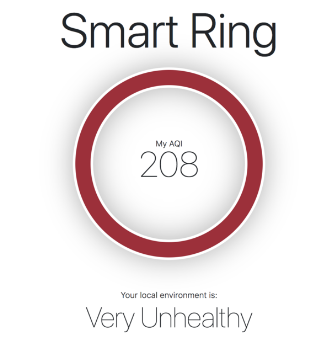 Smart Ring
My AQI
208
Your local environment is:
Very Unhealthy